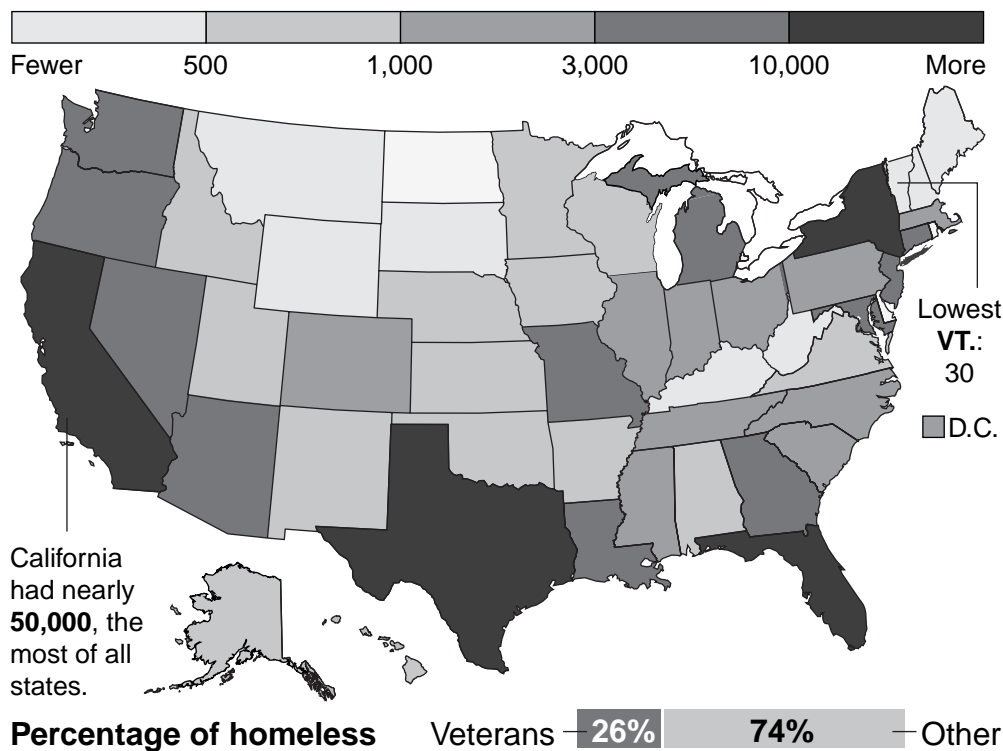 Fewer 500 1,000 3,000 10,000 More
Lowest
VT.:
30
D.C.
California
had nearly
50,000, the
most of all
states.
Percentage of homeless Veterans 26% 74% Other